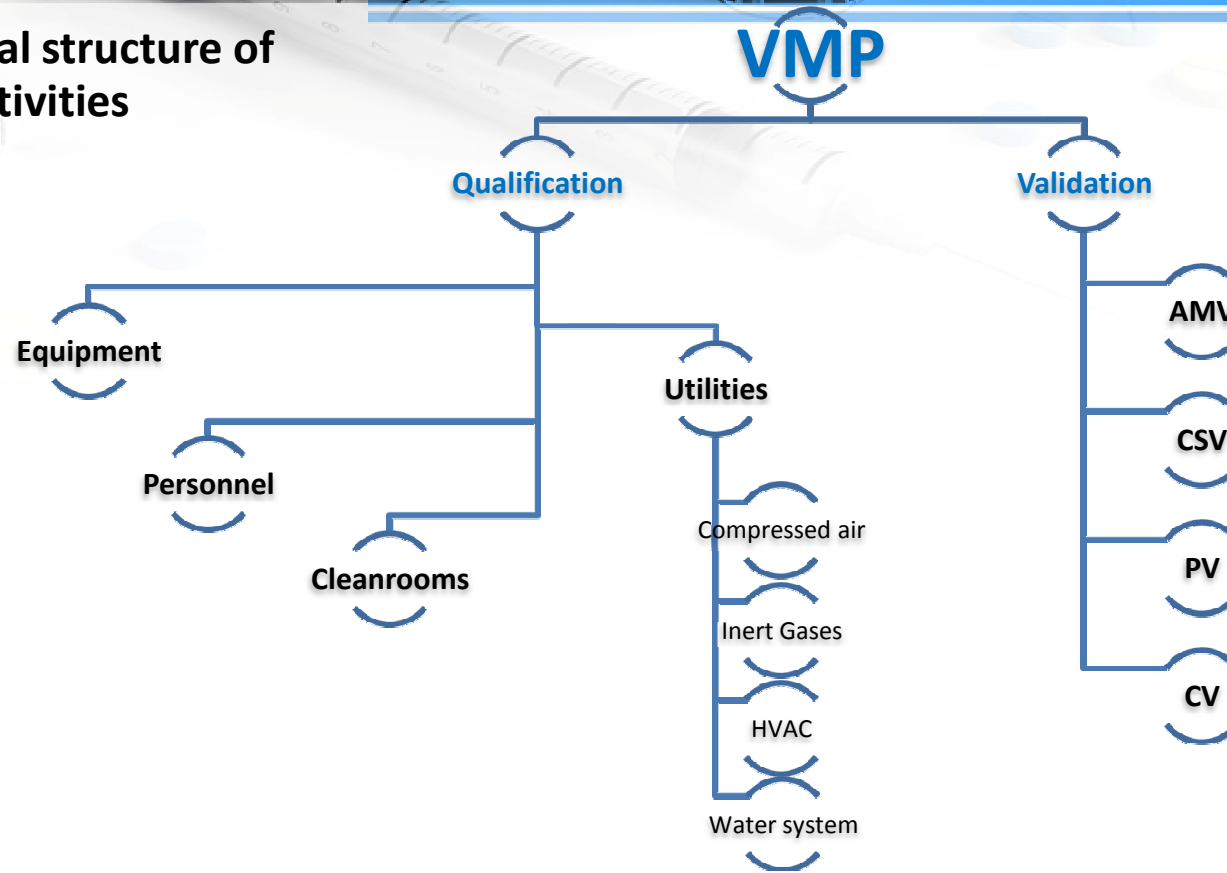 al structure of
tivities
VMP
Qualification
Validation
Equipment
Personnel
Cleanrooms
Utilities
Compressed air
Inert Gases
HVAC
Water system
AMV
CSV
PV
CV